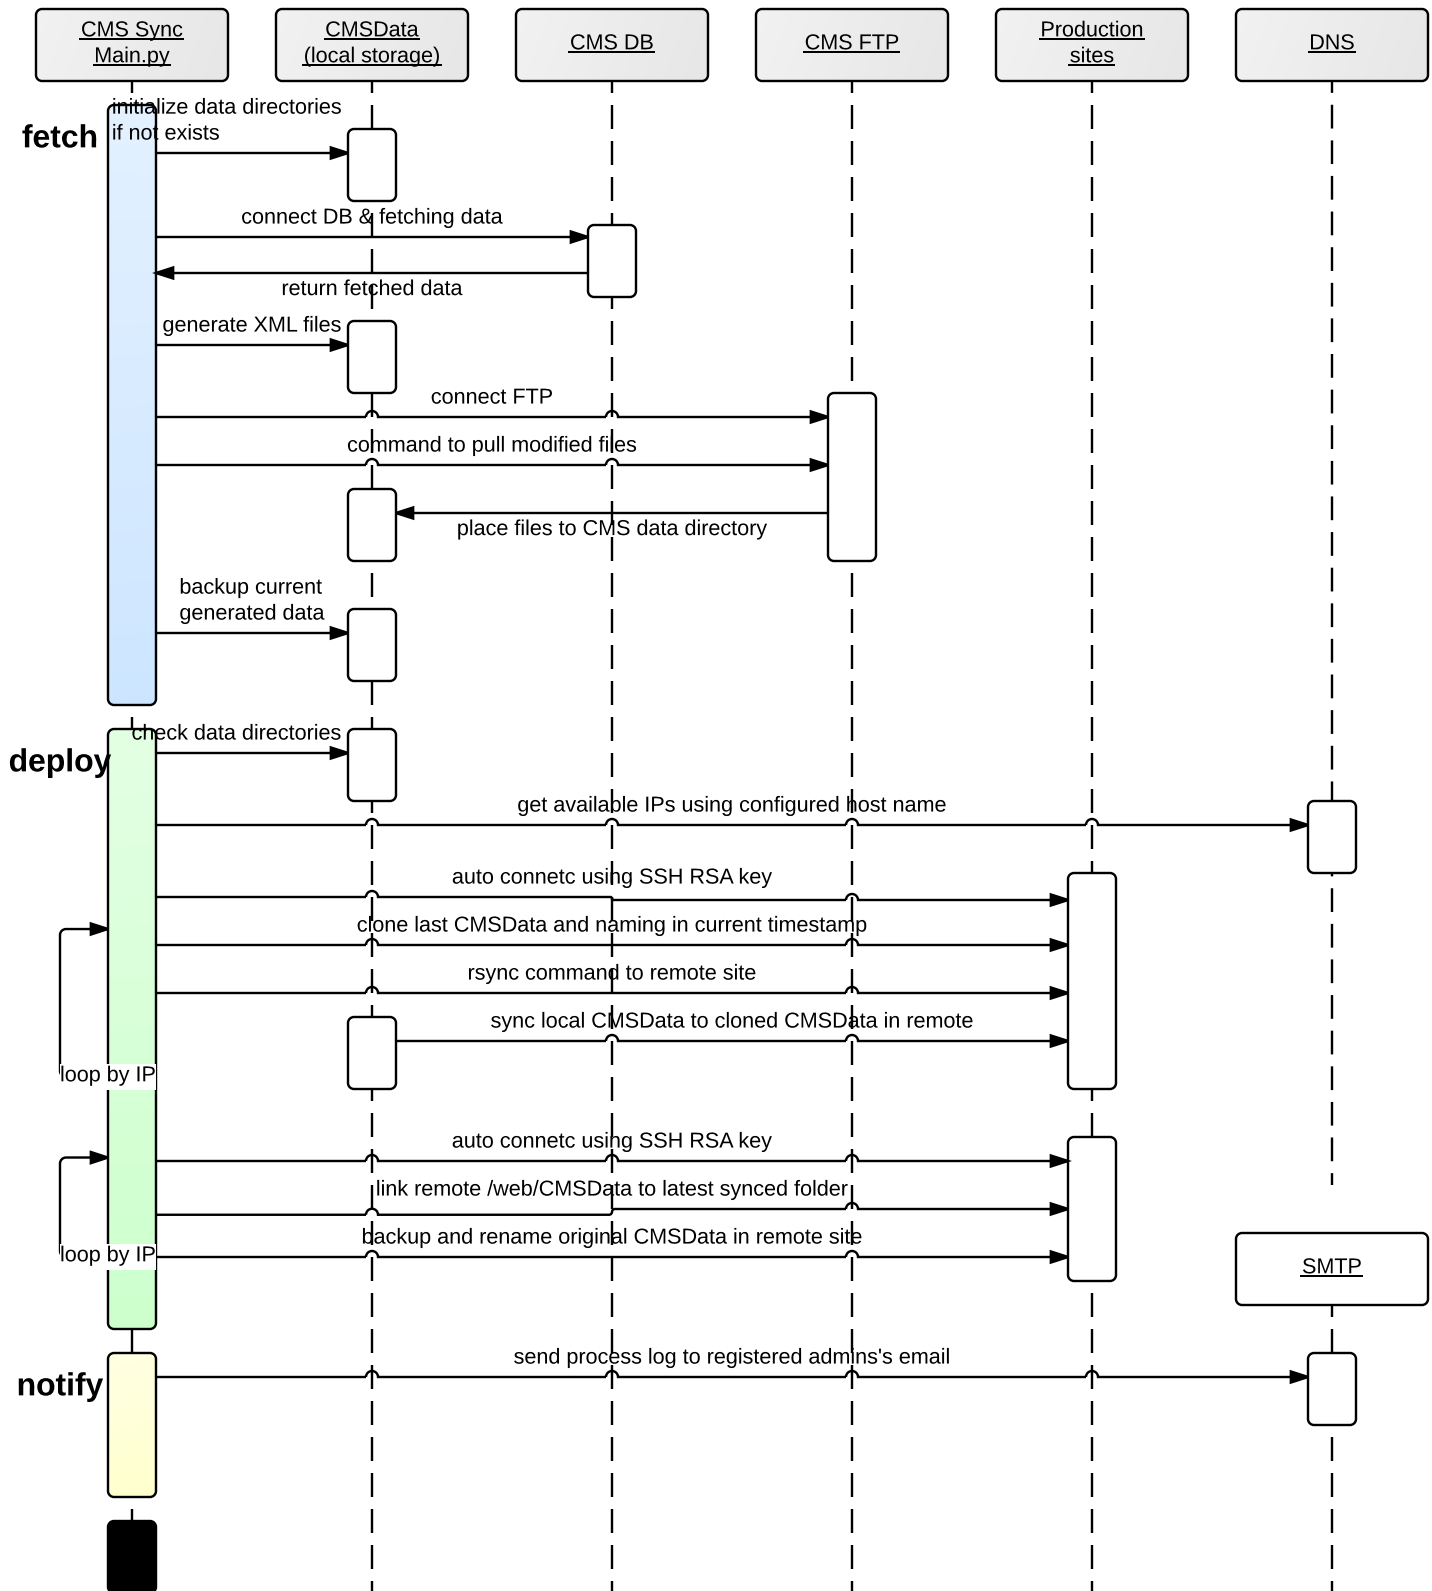 CMS Sync
Main.py
CMSData
(local storage)
CMS DB
CMS FTP
Production
sites
DNS
initialize data directories
if not exists
fetch
connect DB & fetching data
return fetched data
generate XML files
connect FTP
command to pull modified files
place files to CMS data directory
backup current
generated data
check data directories
deploy
get available IPs using configured host name
auto connetc using SSH RSA key
clone last CMSData and naming in current timestamp
rsync command to remote site
sync local CMSData to cloned CMSData in remote
loop by IP
auto connetc using SSH RSA key
link remote /web/CMSData to latest synced folder
backup and rename original CMSData in remote site
loop by IP
SMTP
send process log to registered admins's email
notify